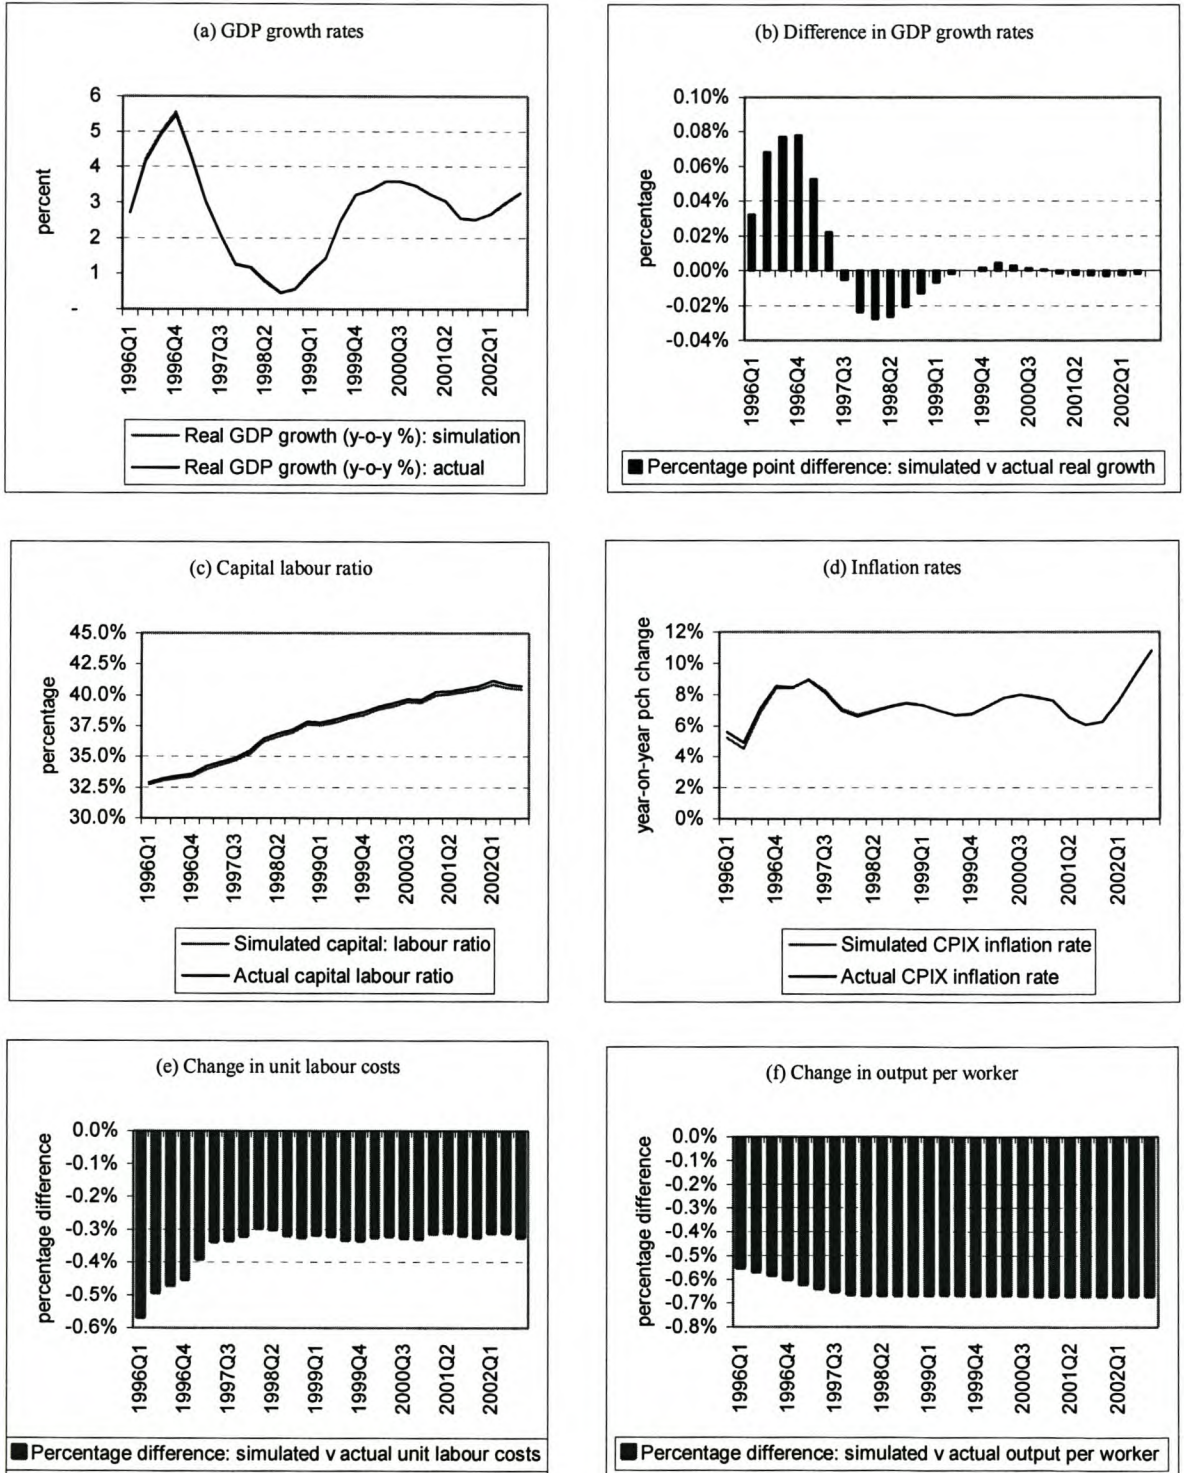 (a) GDP growth rates
percent
6
5
4
3
2
1
-
1996Q1
1996Q4
1997Q3
1998Q2
1999Q1
1999Q4
2000Q3
2001Q2
2002Q1
Real GDP growth (y-o-y %): simulation
Real GDP growth (y-o-y %): actual
(b) Difference in GDP growth rates
percentage
0.10%
0.08%
0.06%
0.04%
0.02%
0.00%
-0.02%
-0.04%
1996Q1
1996Q4
1997Q3
1998Q2
1999Q1
1999Q4
2000Q3
2001Q2
2002Q1
Percentage point difference: simulated v actual real growth
(c) Capital labour ratio
percentage
45.0%
42.5%
40.0%
37.5%
35.0%
32.5%
30.0%
1996Q1
1996Q4
1997Q3
1998Q2
1999Q1
1999Q4
2000Q3
2001Q2
2002Q1
Simulated capital: labour ratio
Actual capital labour ratio
(d) Inflation rates
year-on-year pch change
12%
10%
8%
6%
4%
2%
0%
1996Q1
1996Q4
1997Q3
1998Q2
1999Q1
1999Q4
2000Q3
2001Q2
2002Q1
Simulated CPIX inflation rate
Actual CPIX inflation rate
(e) Change in unit labour costs
percentage difference
0.0%
-0.1%
-0.2%
-0.3%
-0.4%
-0.5%
-0.6%
1996Q1
1996Q4
1997Q3
1998Q2
1999Q1
1999Q4
2000Q3
2001Q2
2002Q1
Percentage difference: simulated v actual unit labour costs
(f) Change in output per worker
percentage difference
0.0%
-0.1%
-0.2%
-0.3%
-0.4%
-0.5%
-0.6%
-0.7%
-0.8%
1996Q1
1996Q4
1997Q3
1998Q2
1999Q1
1999Q4
2000Q3
2001Q2
2002Q1
Percentage difference: simulated v actual output per worker